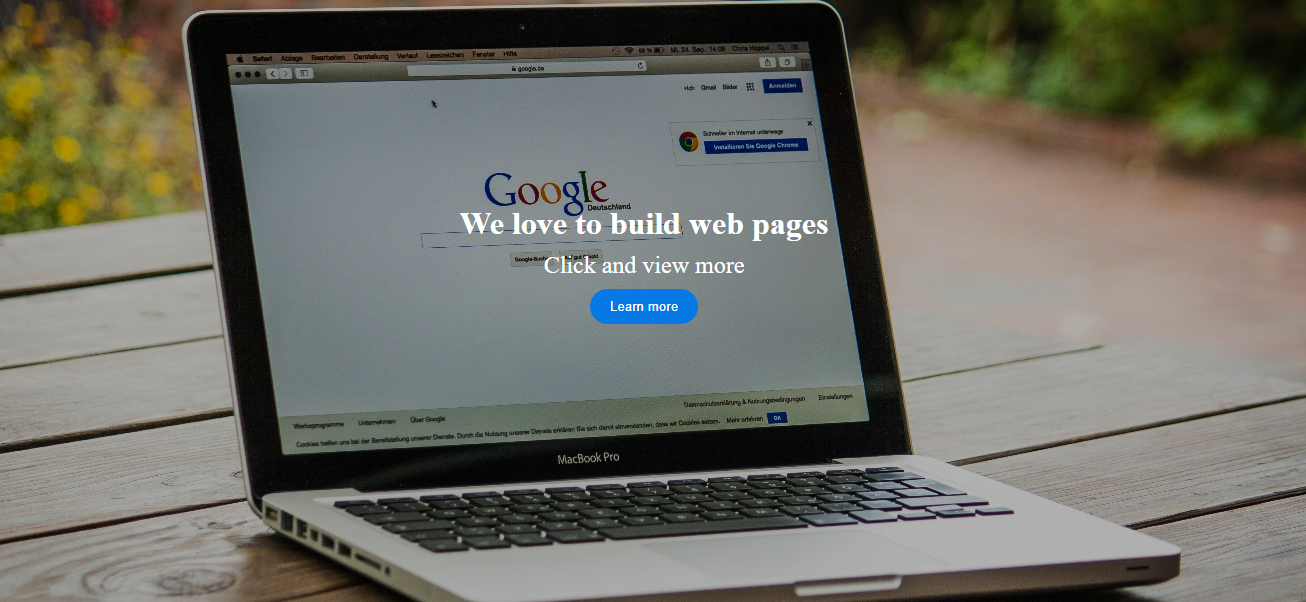 Safari Ablage Bearbeiten Darstellung Verlauf Lesezeichen Fenster Hilfe Mi. 24. Sep. 14:08 Chris Hoppe
google.de
+Ich Gmail Bilder Anmelden
Schneller im Internet unterwegs
Installieren Sie Google Chrome
Google
Deutschland
We love to build web pages
Google-Suche
Click and view more
Learn more
Datenschutzerklärung & Nutzungsbedingungen Einstellungen
Werbeprogramme Unternehmen Über Google
Cookies helfen uns bei der Bereitstellung unserer Dienste. Durch die Nutzung unserer Dienste erklären Sie sich damit einverstanden, dass wir Cookies setzen. Mehr erfahren OK
MacBook Pro